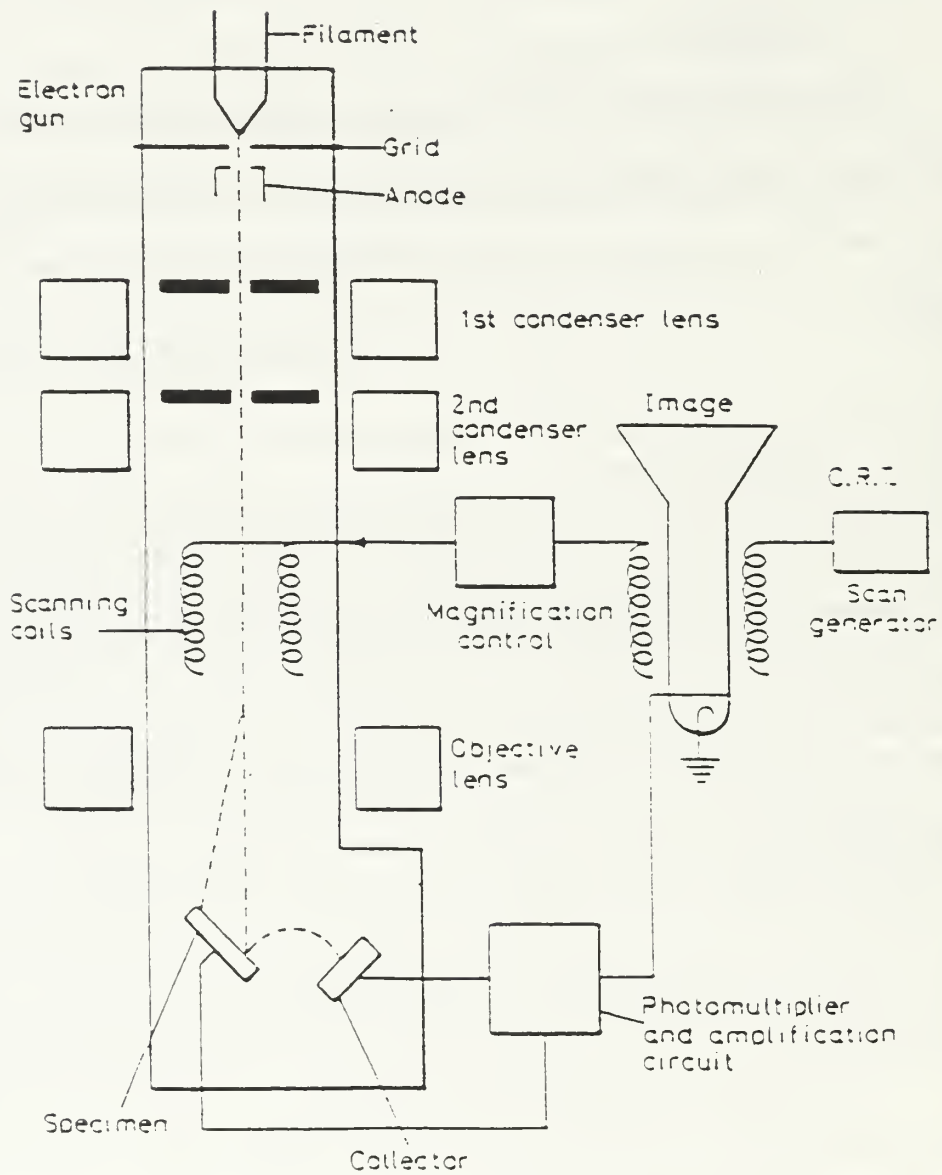 Filament
Electron
gun
Grid
Anode
1st condenser lens
2nd
condenser
lens
Image
C.R.T.
Scanning
coils
Magnification
control
Scan
generator
Objective
lens
Photomultiplier
and amplification
circuit
Specimen
Collector